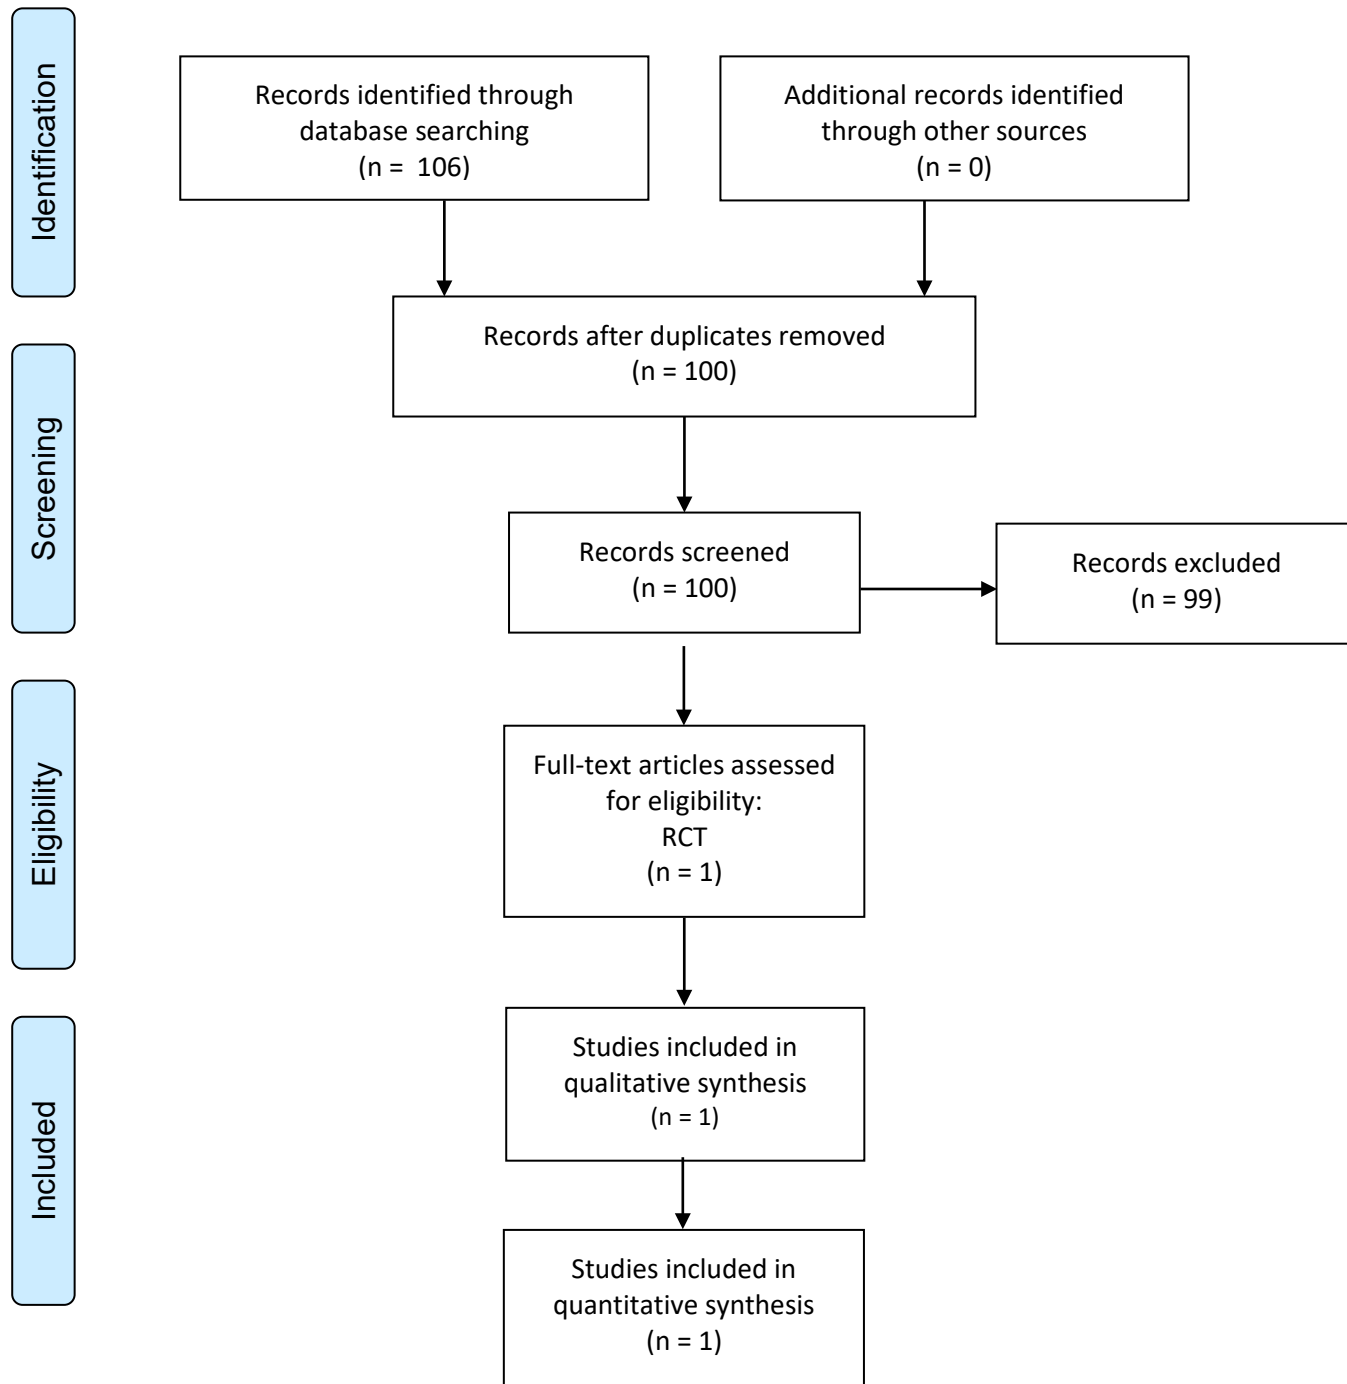 Identification
Records identified through
database searching
(n =  106)
Additional records identified
through other sources
(n = 0)
Records after duplicates removed
(n = 100)
Screening
Records screened
(n = 100)
Records excluded
(n = 99)
Eligibility
Full-text articles assessed
for eligibility:
RCT
(n = 1)
Included
Studies included in
qualitative synthesis
(n = 1)
Studies included in
quantitative synthesis
(n = 1)